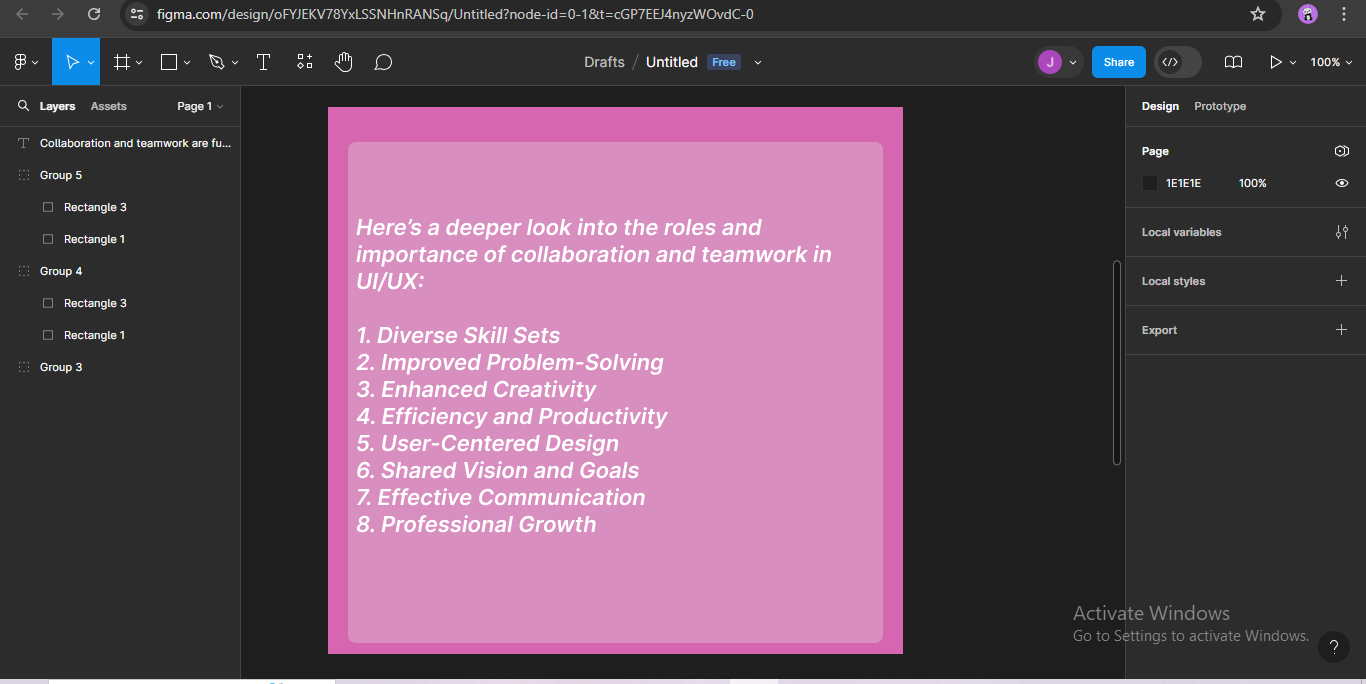 figma.com/design/oFYJEKV78YxLSSNHnRANSq/Untitled?node-id=0-1&t=cGP7EEJ4nyzWOvdC-0
Drafts / Untitled Free
J
Share
100%
Layers Assets Page 1
Design Prototype
Collaboration and teamwork are fu...
Group 5
Rectangle 3
Rectangle 1
Group 4
Rectangle 3
Rectangle 1
Group 3
Here’s a deeper look into the roles and
importance of collaboration and teamwork in
UI/UX:
1. Diverse Skill Sets
2. Improved Problem-Solving
3. Enhanced Creativity
4. Efficiency and Productivity
5. User-Centered Design
6. Shared Vision and Goals
7. Effective Communication
8. Professional Growth
Page
1E1E1E 100%
Local variables
Local styles
Export
Activate Windows
Go to Settings to activate Windows.
?